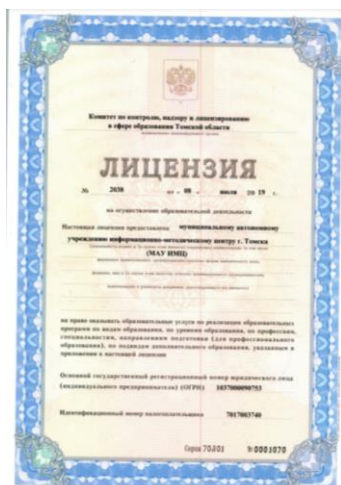 Комитет по контролю, надзору и лицензированию
в сфере образования Томской области
ЛИЦЕНЗИЯ
№ 2038 от « 08 » июля 20 19 г.
на осуществление образовательной деятельности
Настоящая лицензия предоставлена муниципальному автономному
учреждению информационно-методическому центру г. Томска
(МАУ ИМЦ)
на право оказывать образовательные услуги по реализации образовательных
программ по видам образования, по уровням образования, по профессиям,
специальностям, направлениям подготовки (для профессионального
образования), по подвидам дополнительного образования, указанным в
приложении к настоящей лицензии
Основной государственный регистрационный номер юридического лица
(индивидуального предпринимателя) (ОГРН) 1037000090753
Идентификационный номер налогоплательщика 7017003740
Серия 70Л01 № 0001070